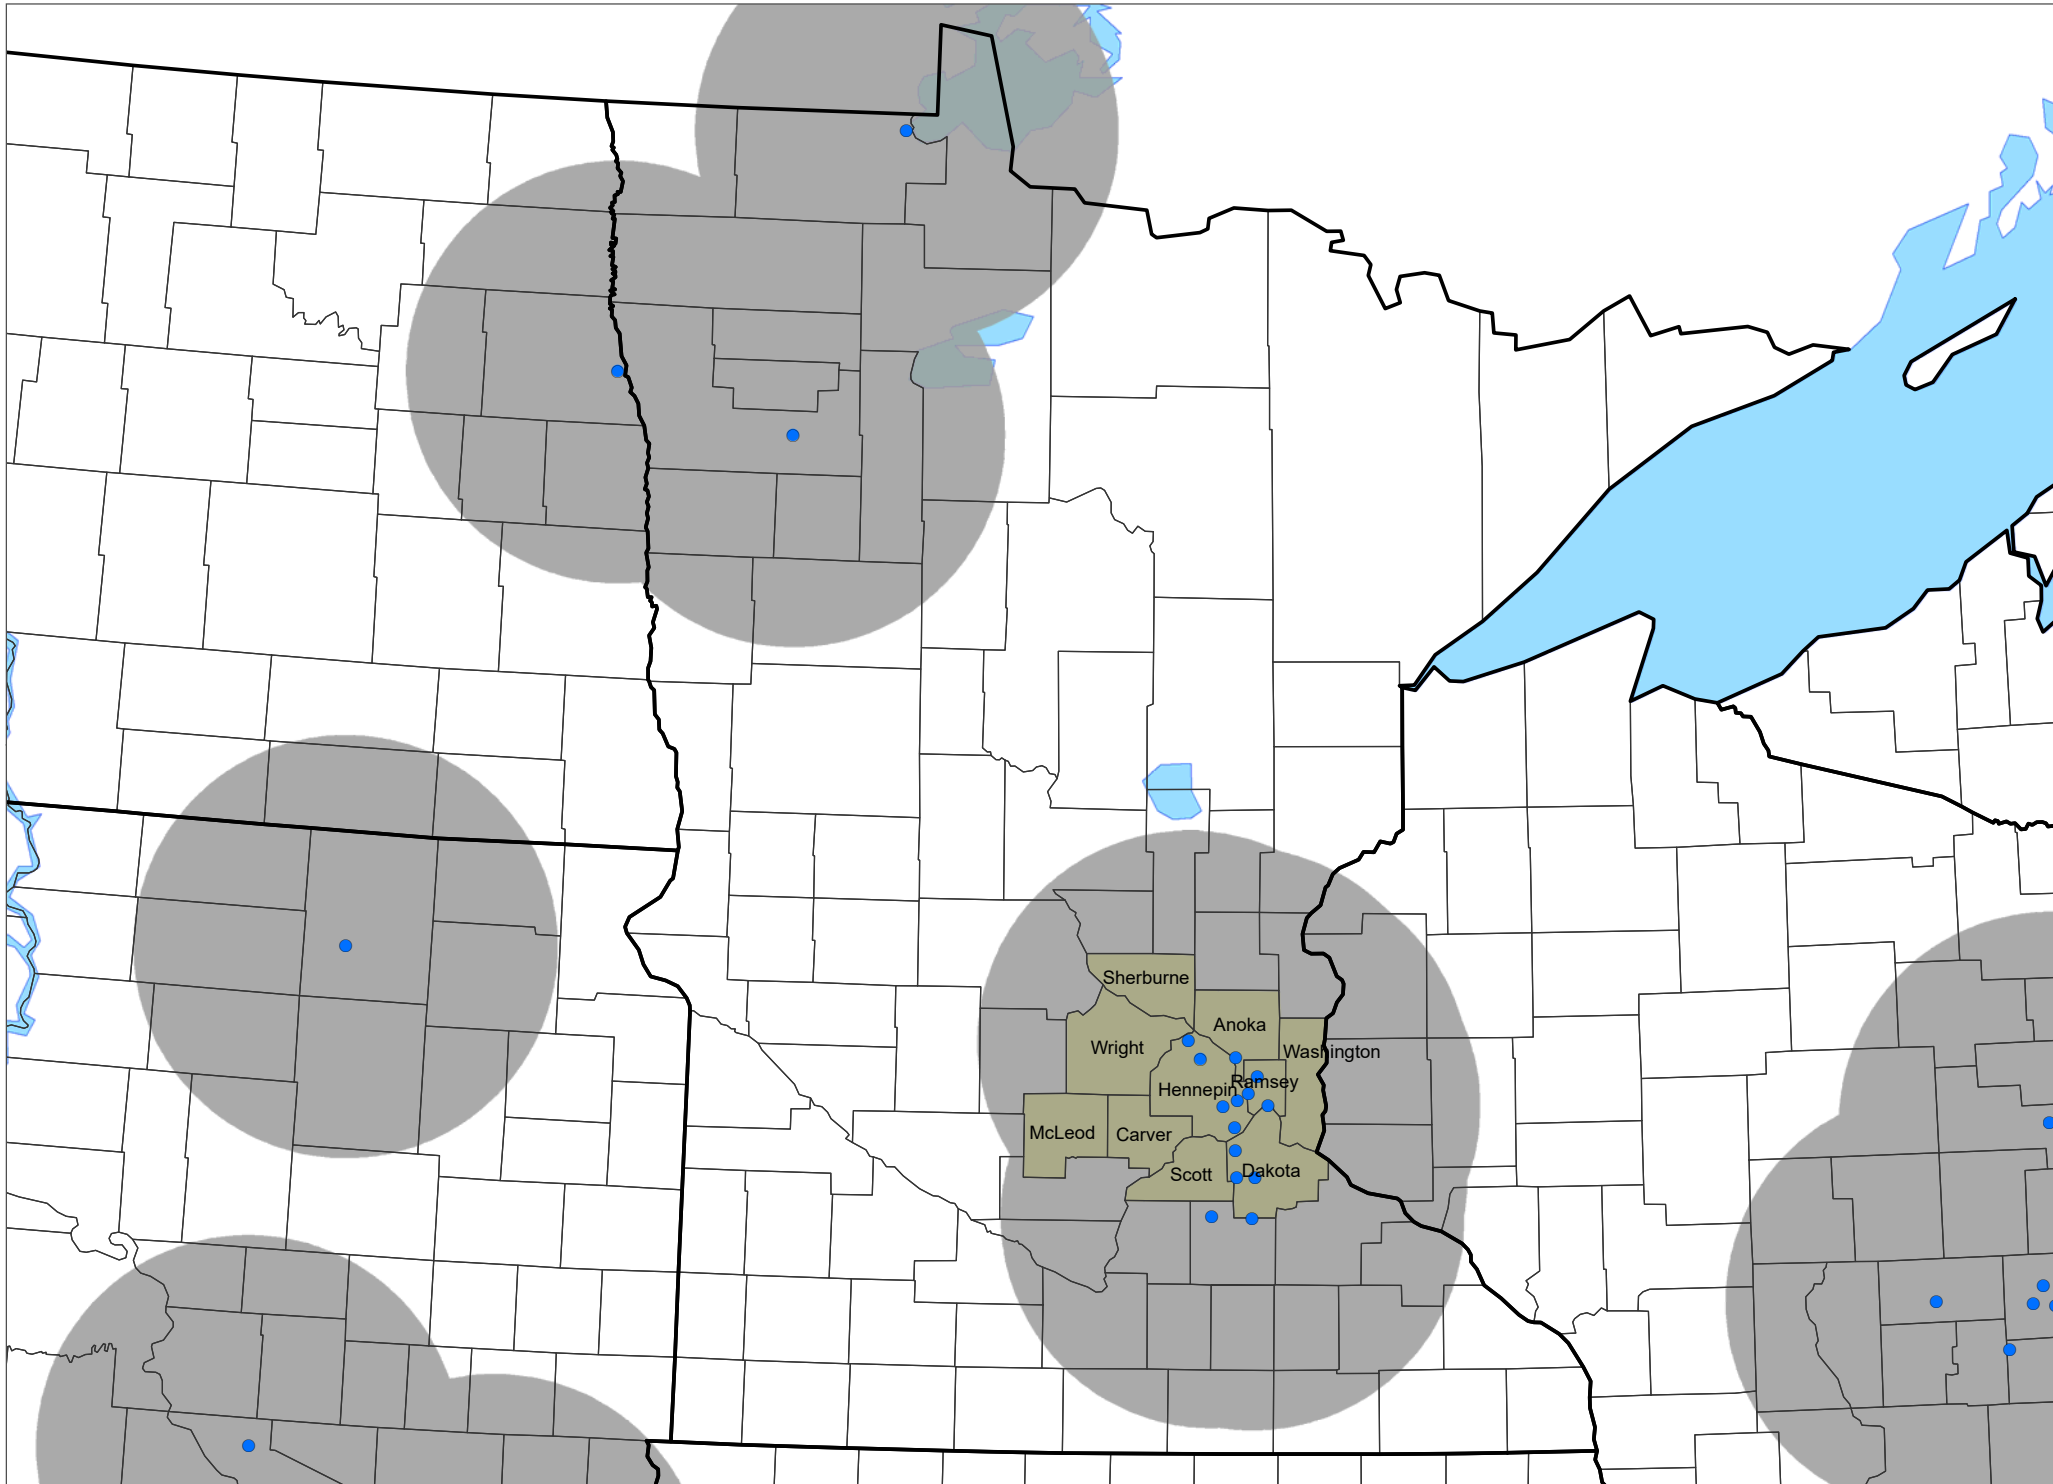 Sherburne
Anoka
Wright
Washington
Ramsey
Hennepin
McLeod
Carver
Scott
Dakota